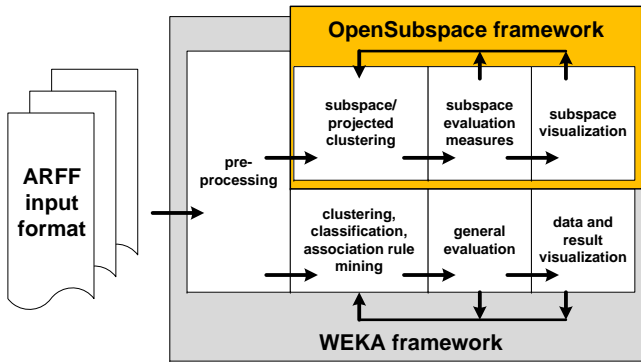 OpenSubspace framework
subspace/
projected
clustering
subspace
evaluation
measures
subspace
visualization
pre-
processing
ARFF
input
format
clustering,
classification,
association rule
mining
general
evaluation
data and
result
visualization
WEKA framework